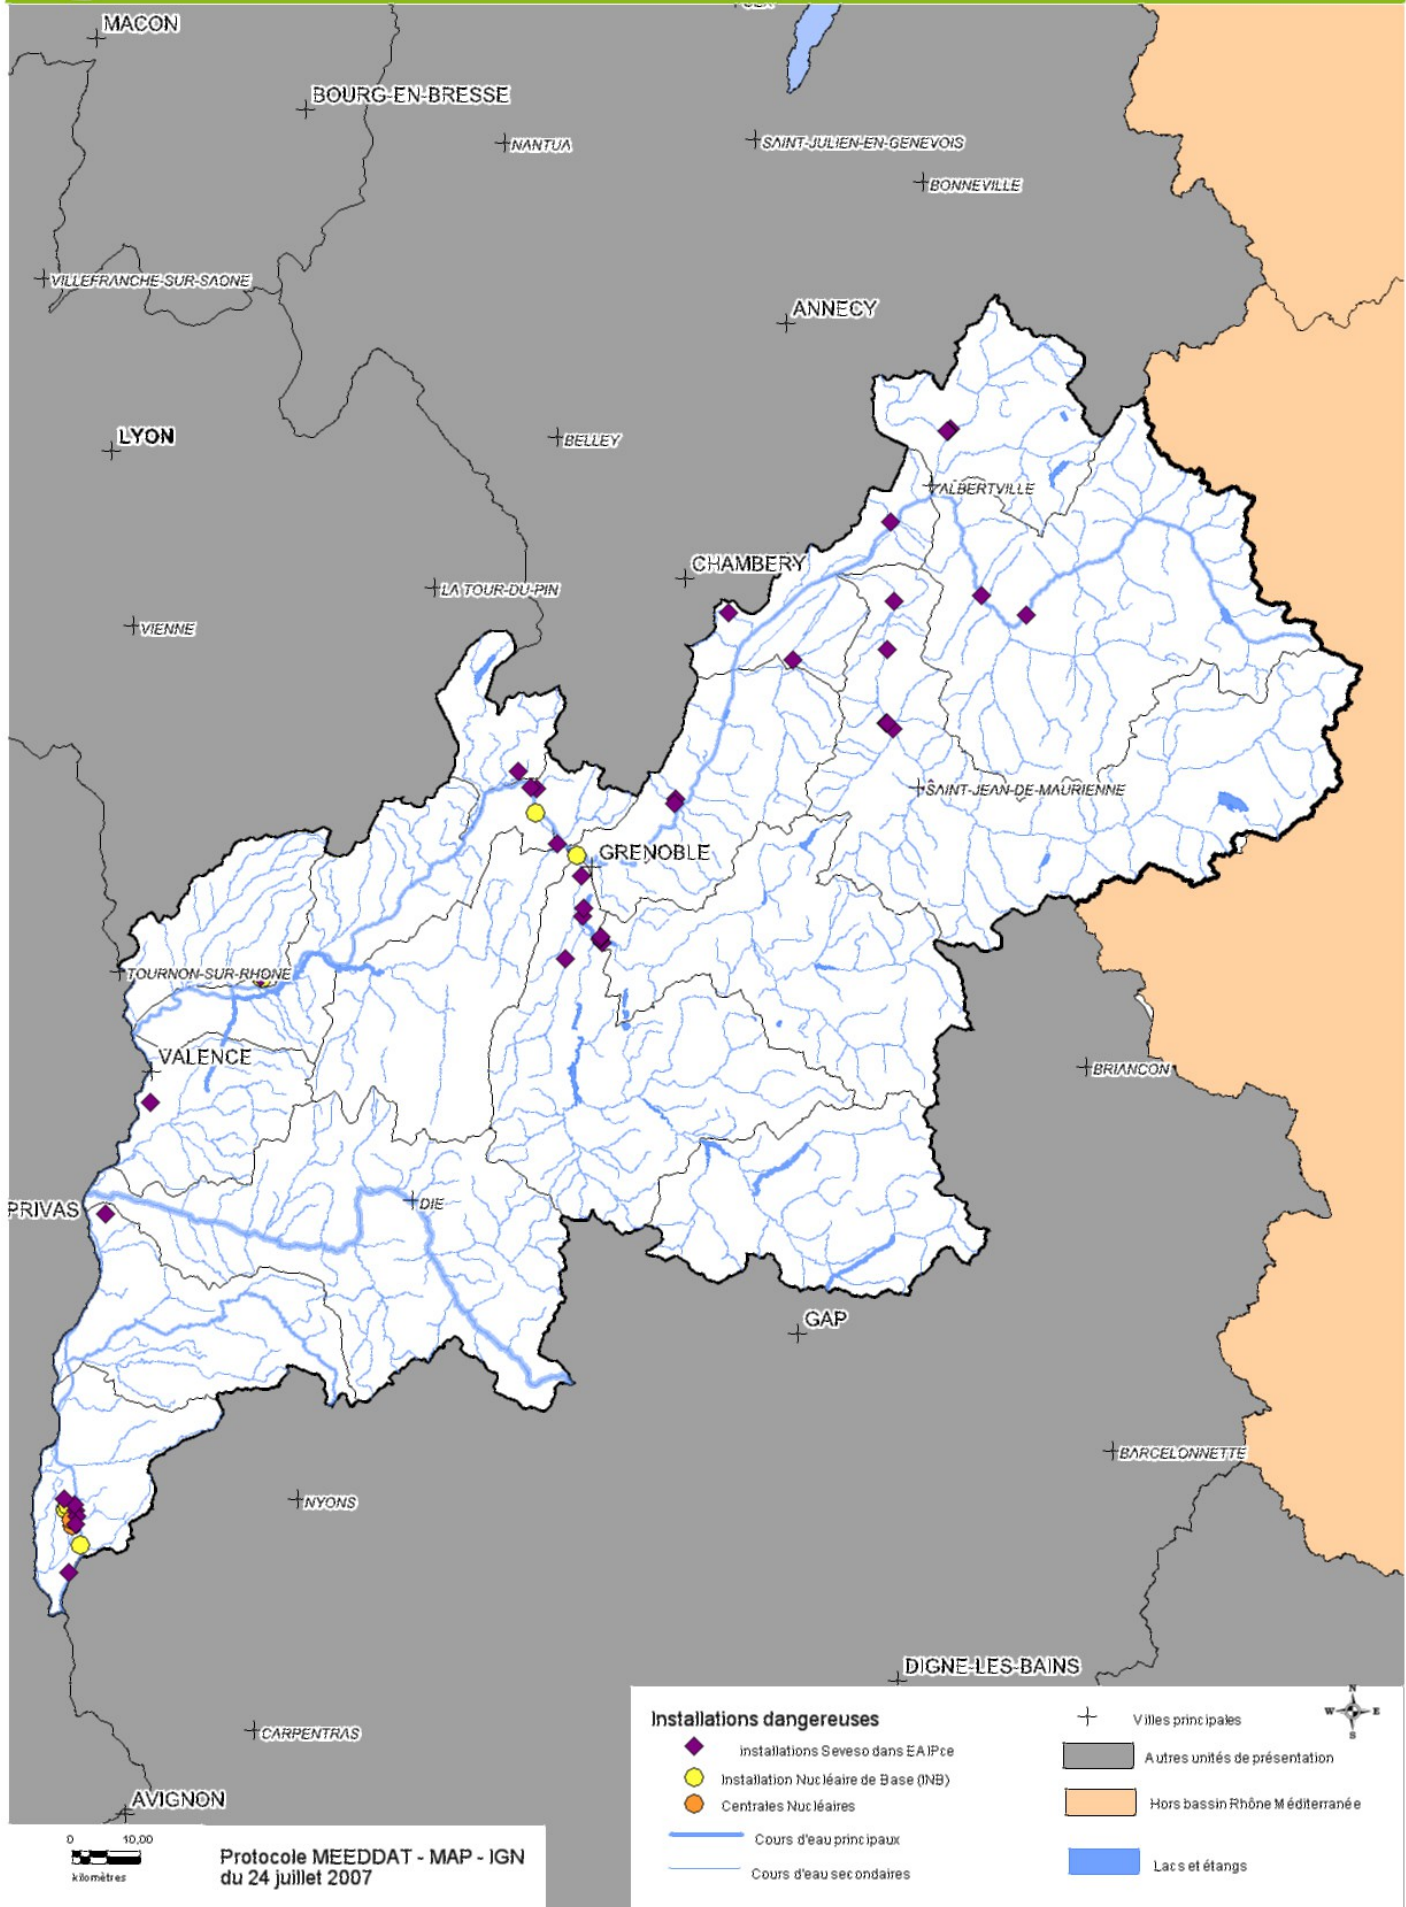 MACON
BOURG-EN-BRESSE
NANTUA
SAINT-JULIEN-EN-GENEVOIS
BONNEVILLE
VILLEFRANCHE-SUR-SAONE
ANNECY
LYON
BELLEY
ALBERTVILLE
CHAMBERY
LA TOUR-DU-PIN
VIENNE
SAINT-JEAN-DE-MAURIENNE
GRENOBLE
TOURNON-SUR-RHONE
VALENCE
BRIANCON
PRIVAS
DIE
GAP
BARCELONNETTE
NYONS
DIGNE-LES-BAINS
CARPENTRAS
AVIGNON
0 10,00
kilomètres
Protocole MEEDDAT - MAP - IGN
du 24 juillet 2007
Installations dangereuses
Installations Seveso dans EAIPce
Installation Nucléaire de Base (INB)
Centrales Nucléaires
Cours d'eau principaux
Cours d'eau secondaires
Villes principales
Autres unités de présentation
Hors bassin Rhône Méditerranée
Lacs et étangs
N
W E
S